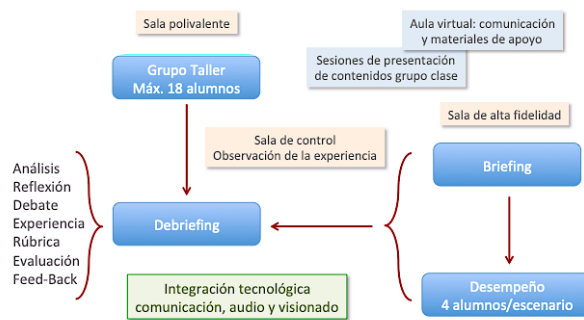 Sala polivalente
Aula virtual: comunicación
y materiales de apoyo
Sesiones de presentación
de contenidos grupo clase
Grupo Taller
Máx. 18 alumnos
Sala de alta fidelidad
Sala de control
Observación de la experiencia
Briefing
Análisis
Reflexión
Debate
Experiencia
Rúbrica
Evaluación
Feed-Back
Debriefing
Integración tecnológica
comunicación, audio y visionado
Desempeño
4 alumnos/escenario